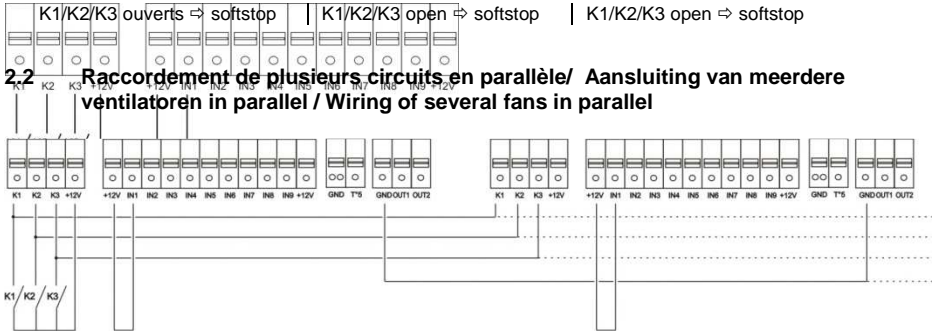 K1/K2/K3 ouverts ⇨ softstop | K1/K2/K3 open ⇨ softstop | K1/K2/K3 open ⇨ softstop
2.2 Raccordement de plusieurs circuits en parallèle/ Aansluiting van meerdere
K1 K2 K3 +12V +12V IN1 IN2 IN3 IN4 IN5 IN6 IN7 IN8 IN9 +12V
ventilatoren in parallel / Wiring of several fans in parallel
K1 K2 K3 +12V +12V IN1 IN2 IN3 IN4 IN5 IN6 IN7 IN8 IN9 +12V GND T°5 GND OUT1 OUT2 K1 K2 K3 +12V +12V IN1 IN2 IN3 IN4 IN5 IN6 IN7 IN8 IN9 +12V GND T°5 GND OUT1 OUT2
K1 K2 K3